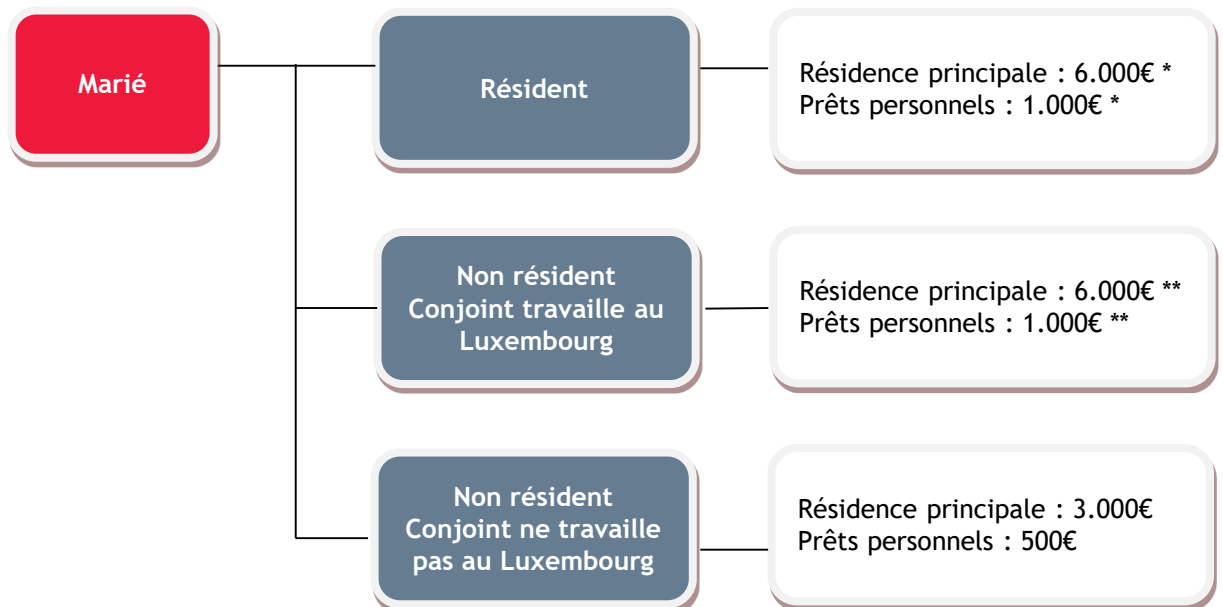 Marié
Résident
Résidence principale : 6.000€ *
Prêts personnels : 1.000€ *
Non résident
Conjoint travaille au
Luxembourg
Résidence principale : 6.000€ **
Prêts personnels : 1.000€ **
Non résident
Conjoint ne travaille
pas au Luxembourg
Résidence principale : 3.000€
Prêts personnels : 500€